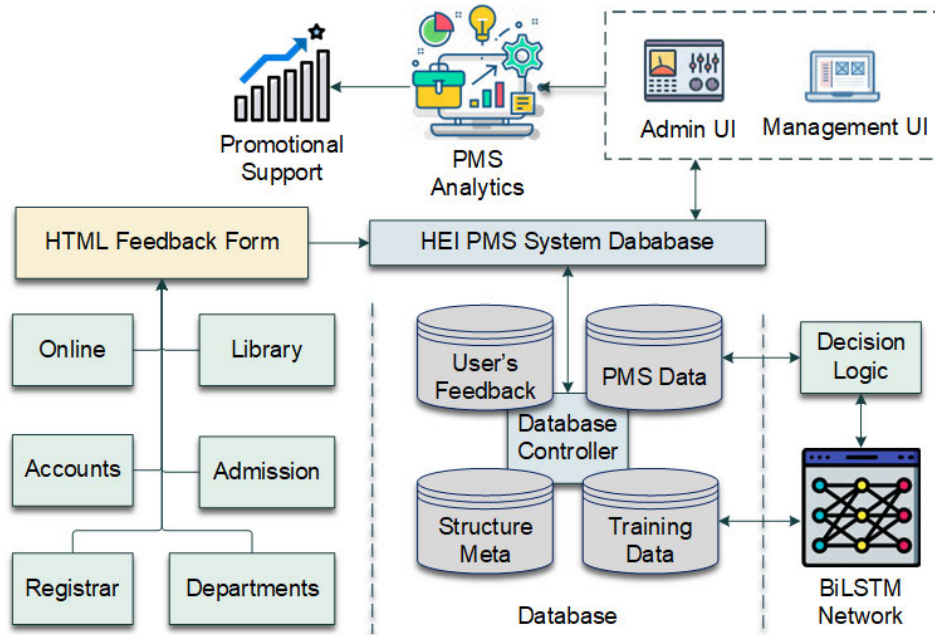 Promotional
Support
PMS
Analytics
Admin UI
Management UI
HTML Feedback Form
HEI PMS System Dababase
Online
Library
Accounts
Admission
Registrar
Departments
User's
Feedback
PMS Data
Database
Controller
Structure
Meta
Training
Data
Database
Decision
Logic
BiLSTM
Network